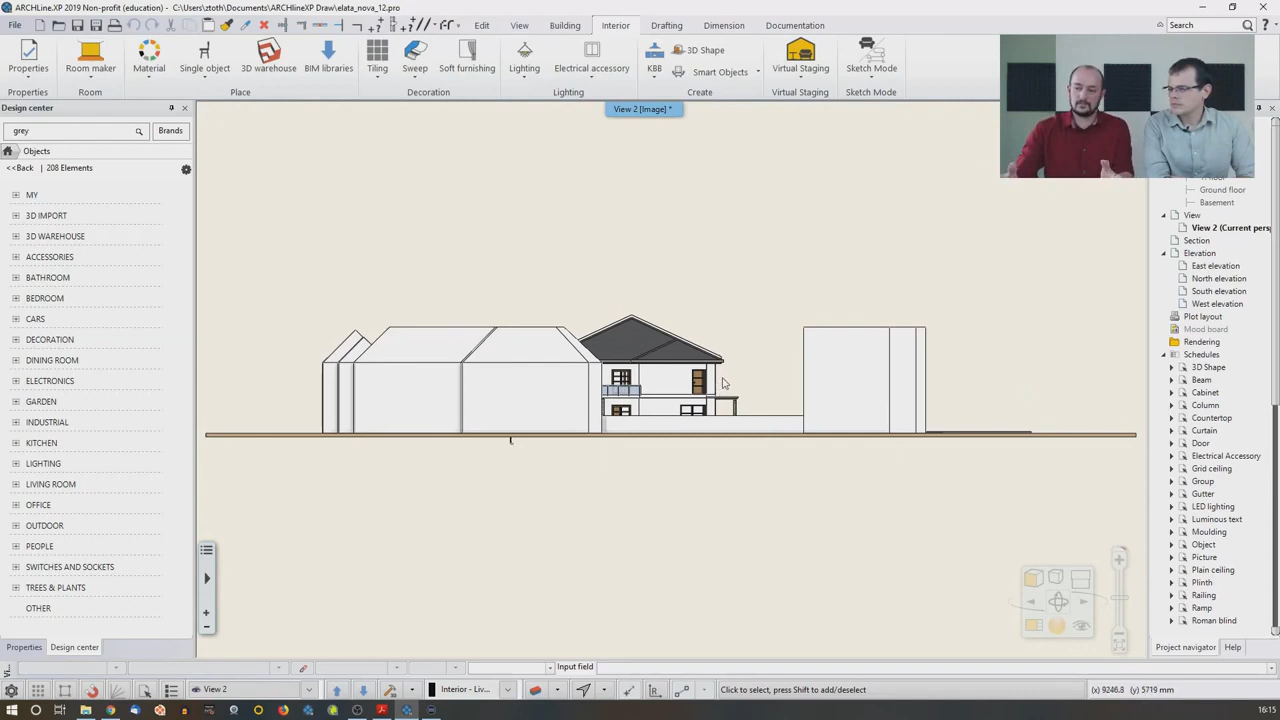 ARCHLine.XP 2019 Non-profit (education) C:\Users\ztoth\Documents\ARCHlineXP Draw\elata_nova_12.pro
File Edit View Building Interior Drafting Dimension Documentation Search
Properties Room maker Material Single object 3D warehouse BIM libraries Tiling Sweep Soft furnishing Lighting Electrical accessory KBB 3D Shape Smart Objects Virtual Staging Sketch Mode
Properties Room Place Decoration Lighting Create Virtual Staging Sketch Mode
Design center
View 2 [Image] *
grey Brands
Objects
<<Back | 208 Elements
MY
3D IMPORT
3D WAREHOUSE
ACCESSORIES
BATHROOM
BEDROOM
CARS
DECORATION
DINING ROOM
ELECTRONICS
GARDEN
INDUSTRIAL
KITCHEN
LIGHTING
LIVING ROOM
OFFICE
OUTDOOR
PEOPLE
SWITCHES AND SOCKETS
TREES & PLANTS
OTHER
Properties Design center
Ground floor
Basement
View
View 2 (Current pers
Section
Elevation
East elevation
North elevation
South elevation
West elevation
Plot layout
Mood board
Rendering
Schedules
3D Shape
Beam
Cabinet
Column
Countertop
Curtain
Door
Electrical Accessory
Grid ceiling
Group
Gutter
LED lighting
Luminous text
Moulding
Object
Picture
Plain ceiling
Plinth
Railing
Ramp
Roman blind
Project navigator Help
Input field
View 2 Interior - Liv... Click to select, press Shift to add/deselect (x) 9246.8 (y) 5719 mm
16:15